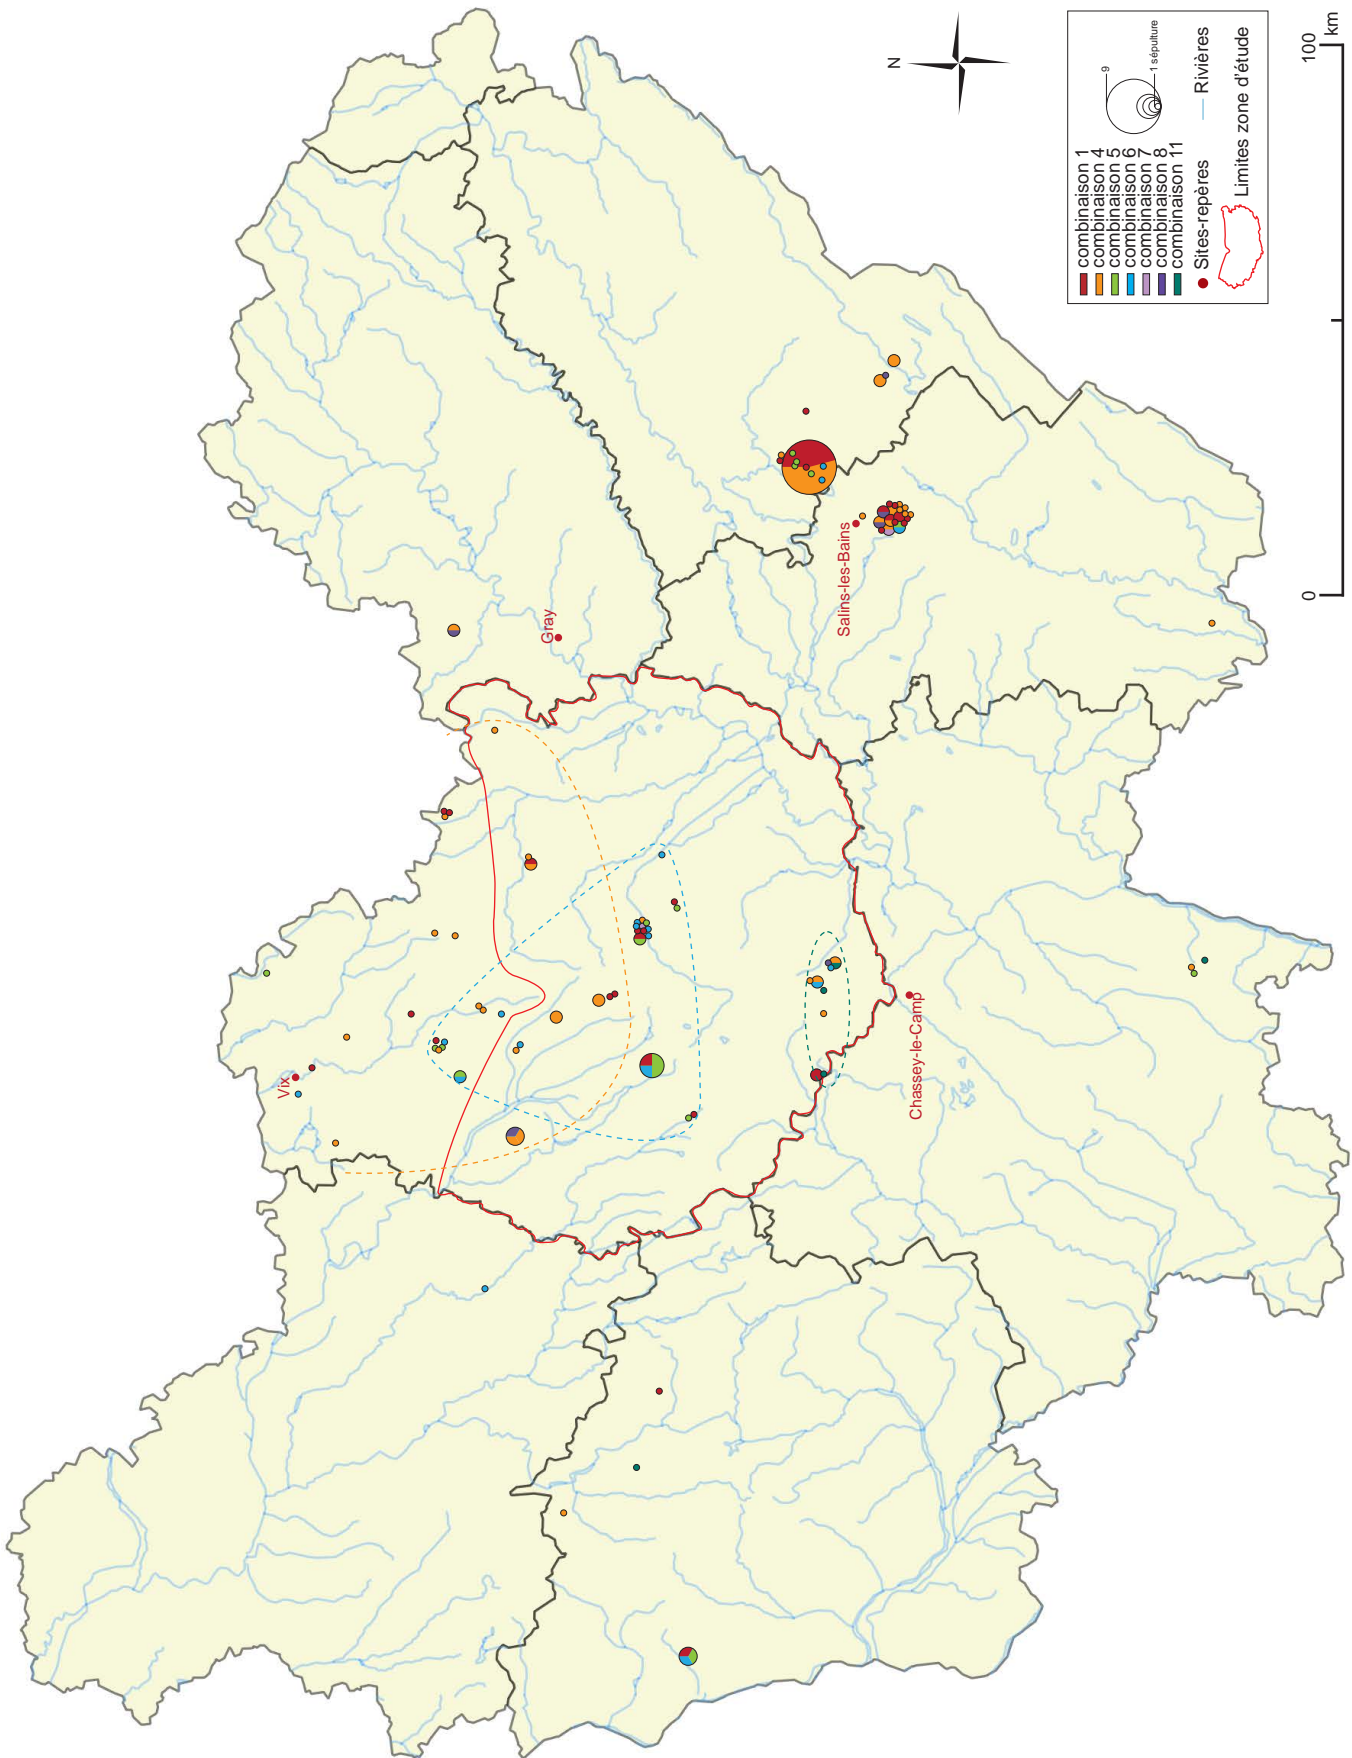 N
Vix
Gray
Salins-les-Bains
Chassey-le-Camp
combinaison 1
combinaison 4
combinaison 5
combinaison 6
combinaison 7
combinaison 8
combinaison 11
9
1 sépulture
Sites-repères
Rivières
Limites zone d'étude
0
100
km